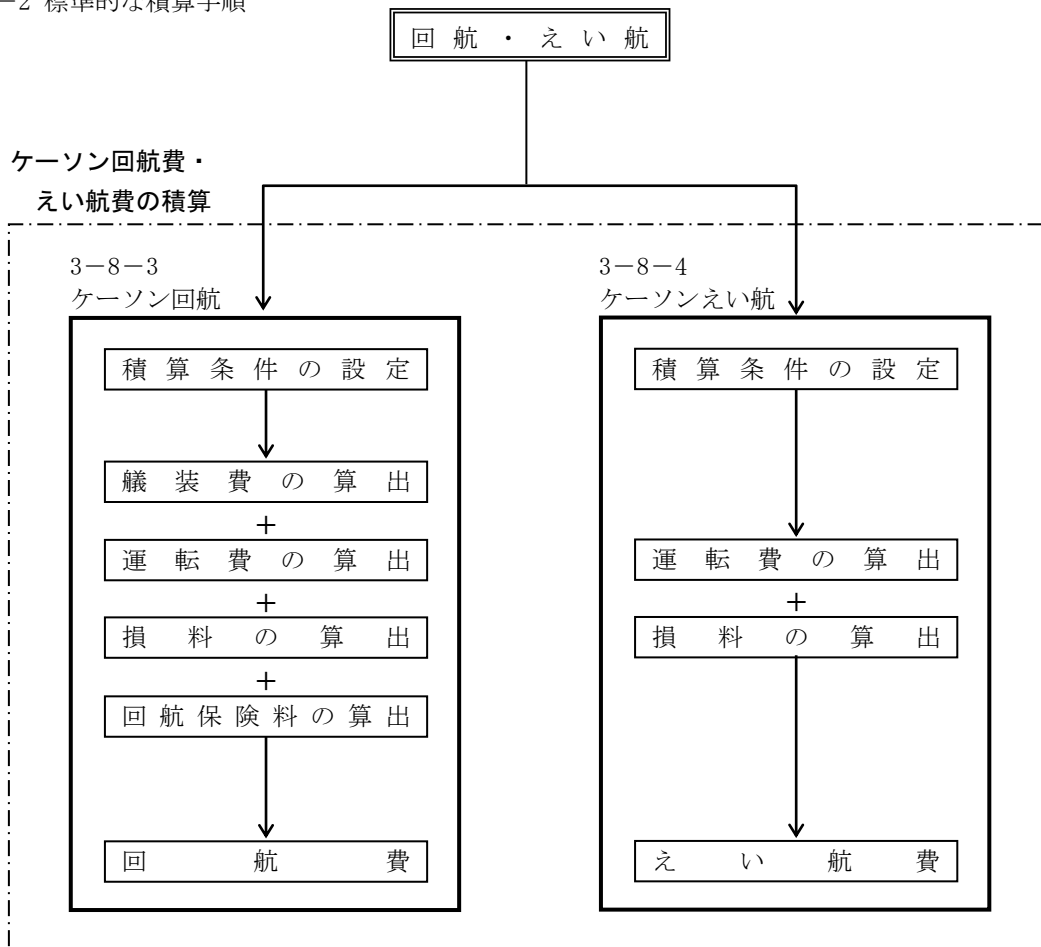 −2 標準的な積算手順
回航・えい航
ケーソン回航費・
えい航費の積算
3−8−3
ケーソン回航
積算条件の設定
艤装費の算出
+
運転費の算出
+
損料の算出
+
回航保険料の算出
回航費
3−8−4
ケーソンえい航
積算条件の設定
運転費の算出
+
損料の算出
えい航費